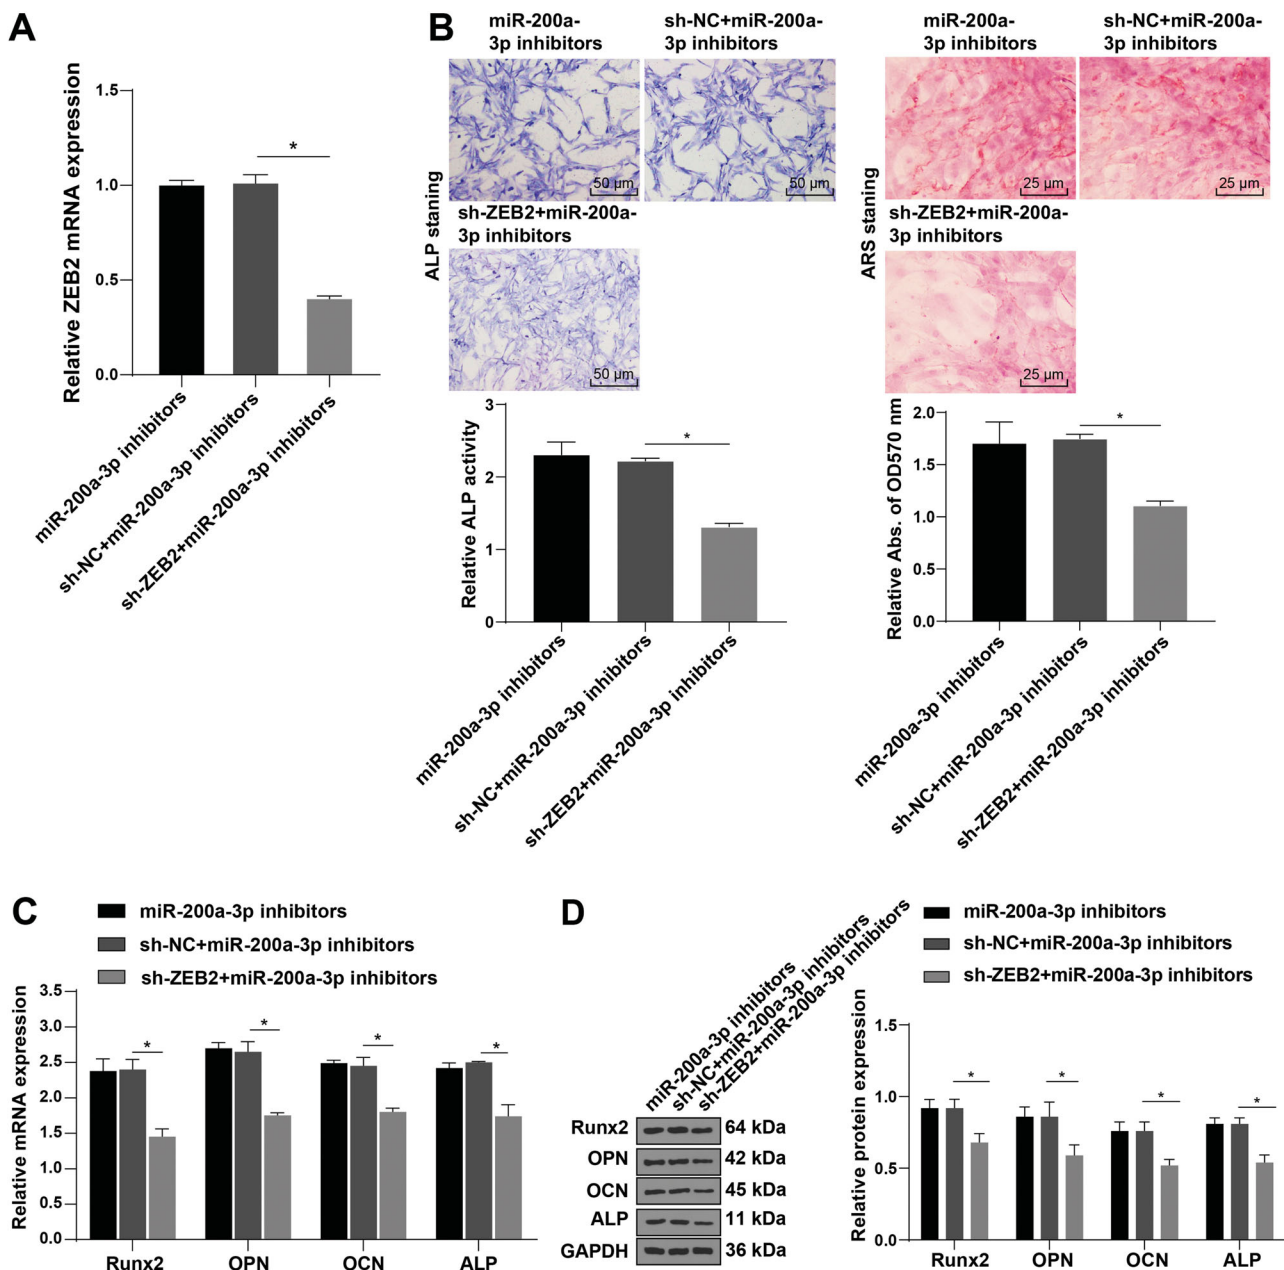 A
Relative ZEB2 mRNA expression
1.5
1.0
0.5
0.0
*
miR-200a-3p inhibitors
sh-NC+miR-200a-3p inhibitors
sh-ZEB2+miR-200a-3p inhibitors
B
miR-200a-
3p inhibitors
sh-NC+miR-200a-
3p inhibitors
ALP staning
50 µm
50 µm
sh-ZEB2+miR-200a-
3p inhibitors
50 µm
Relative ALP activity
3
2
1
0
*
miR-200a-3p inhibitors
sh-NC+miR-200a-3p inhibitors
sh-ZEB2+miR-200a-3p inhibitors
miR-200a-
3p inhibitors
sh-NC+miR-200a-
3p inhibitors
ARS staning
25 µm
25 µm
sh-ZEB2+miR-200a-
3p inhibitors
25 µm
Relative Abs. of OD570 nm
2.0
1.5
1.0
0.5
0.0
*
miR-200a-3p inhibitors
sh-NC+miR-200a-3p inhibitors
sh-ZEB2+miR-200a-3p inhibitors
C
miR-200a-3p inhibitors
sh-NC+miR-200a-3p inhibitors
sh-ZEB2+miR-200a-3p inhibitors
Relative mRNA expression
3.5
3.0
2.5
2.0
1.5
1.0
0.5
0.0
* * * *
Runx2 OPN OCN ALP
D
miR-200a-3p inhibitors
sh-NC+miR-200a-3p inhibitors
sh-ZEB2+miR-200a-3p inhibitors
Runx2 64 kDa
OPN 42 kDa
OCN 45 kDa
ALP 11 kDa
GAPDH 36 kDa
miR-200a-3p inhibitors
sh-NC+miR-200a-3p inhibitors
sh-ZEB2+miR-200a-3p inhibitors
Relative protein expression
1.5
1.0
0.5
0.0
* * * *
Runx2 OPN OCN ALP